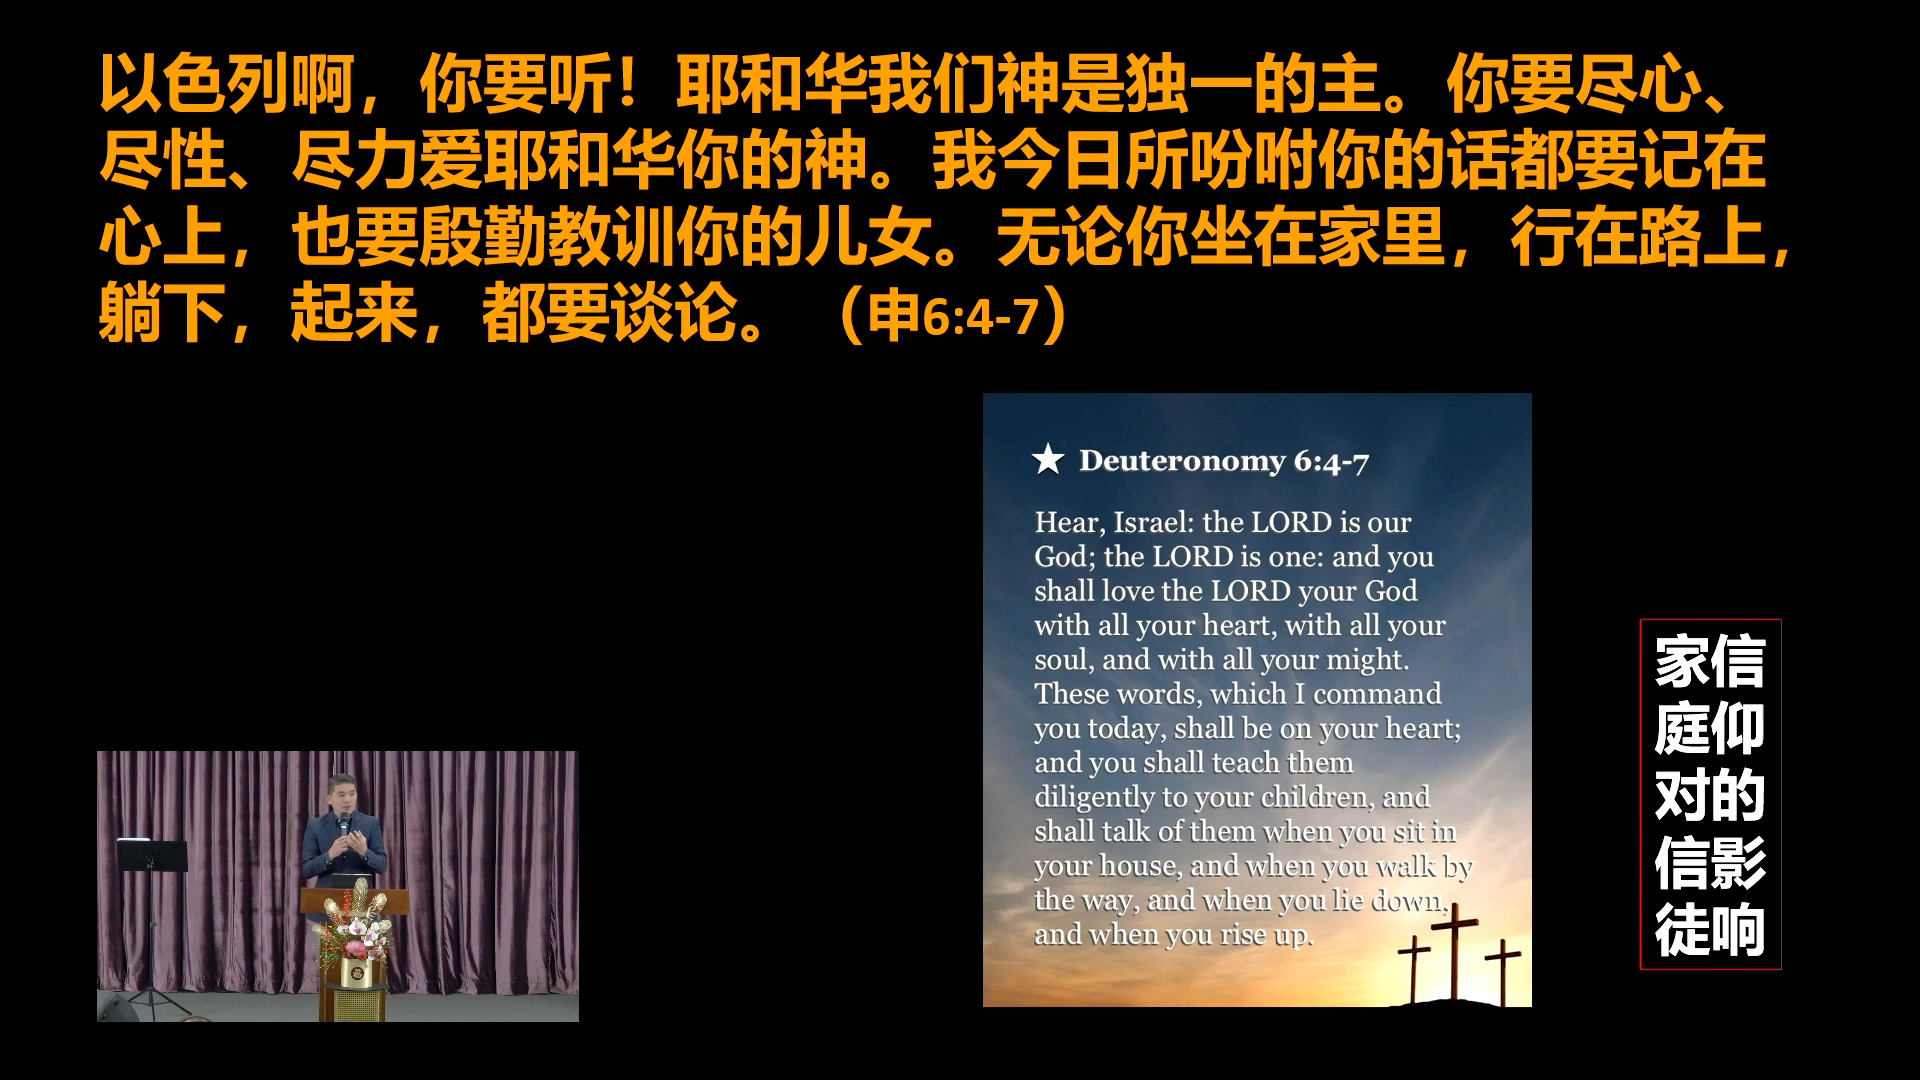 以色列啊，你要听！耶和华我们神是独一的主。你要尽心、
尽性、尽力爱耶和华你的神。我今日所吩咐你的话都要记在
心上，也要殷勤教训你的儿女。无论你坐在家里，行在路上，
躺下，起来，都要谈论。（申6:4-7）
★ Deuteronomy 6:4-7
Hear, Israel: the LORD is our
God; the LORD is one: and you
shall love the LORD your God
with all your heart, with all your
soul, and with all your might.
These words, which I command
you today, shall be on your heart;
and you shall teach them
diligently to your children, and
shall talk of them when you sit in
your house, and when you walk by
the way, and when you lie down,
and when you rise up.
家信
庭仰
对的
信影
徒响